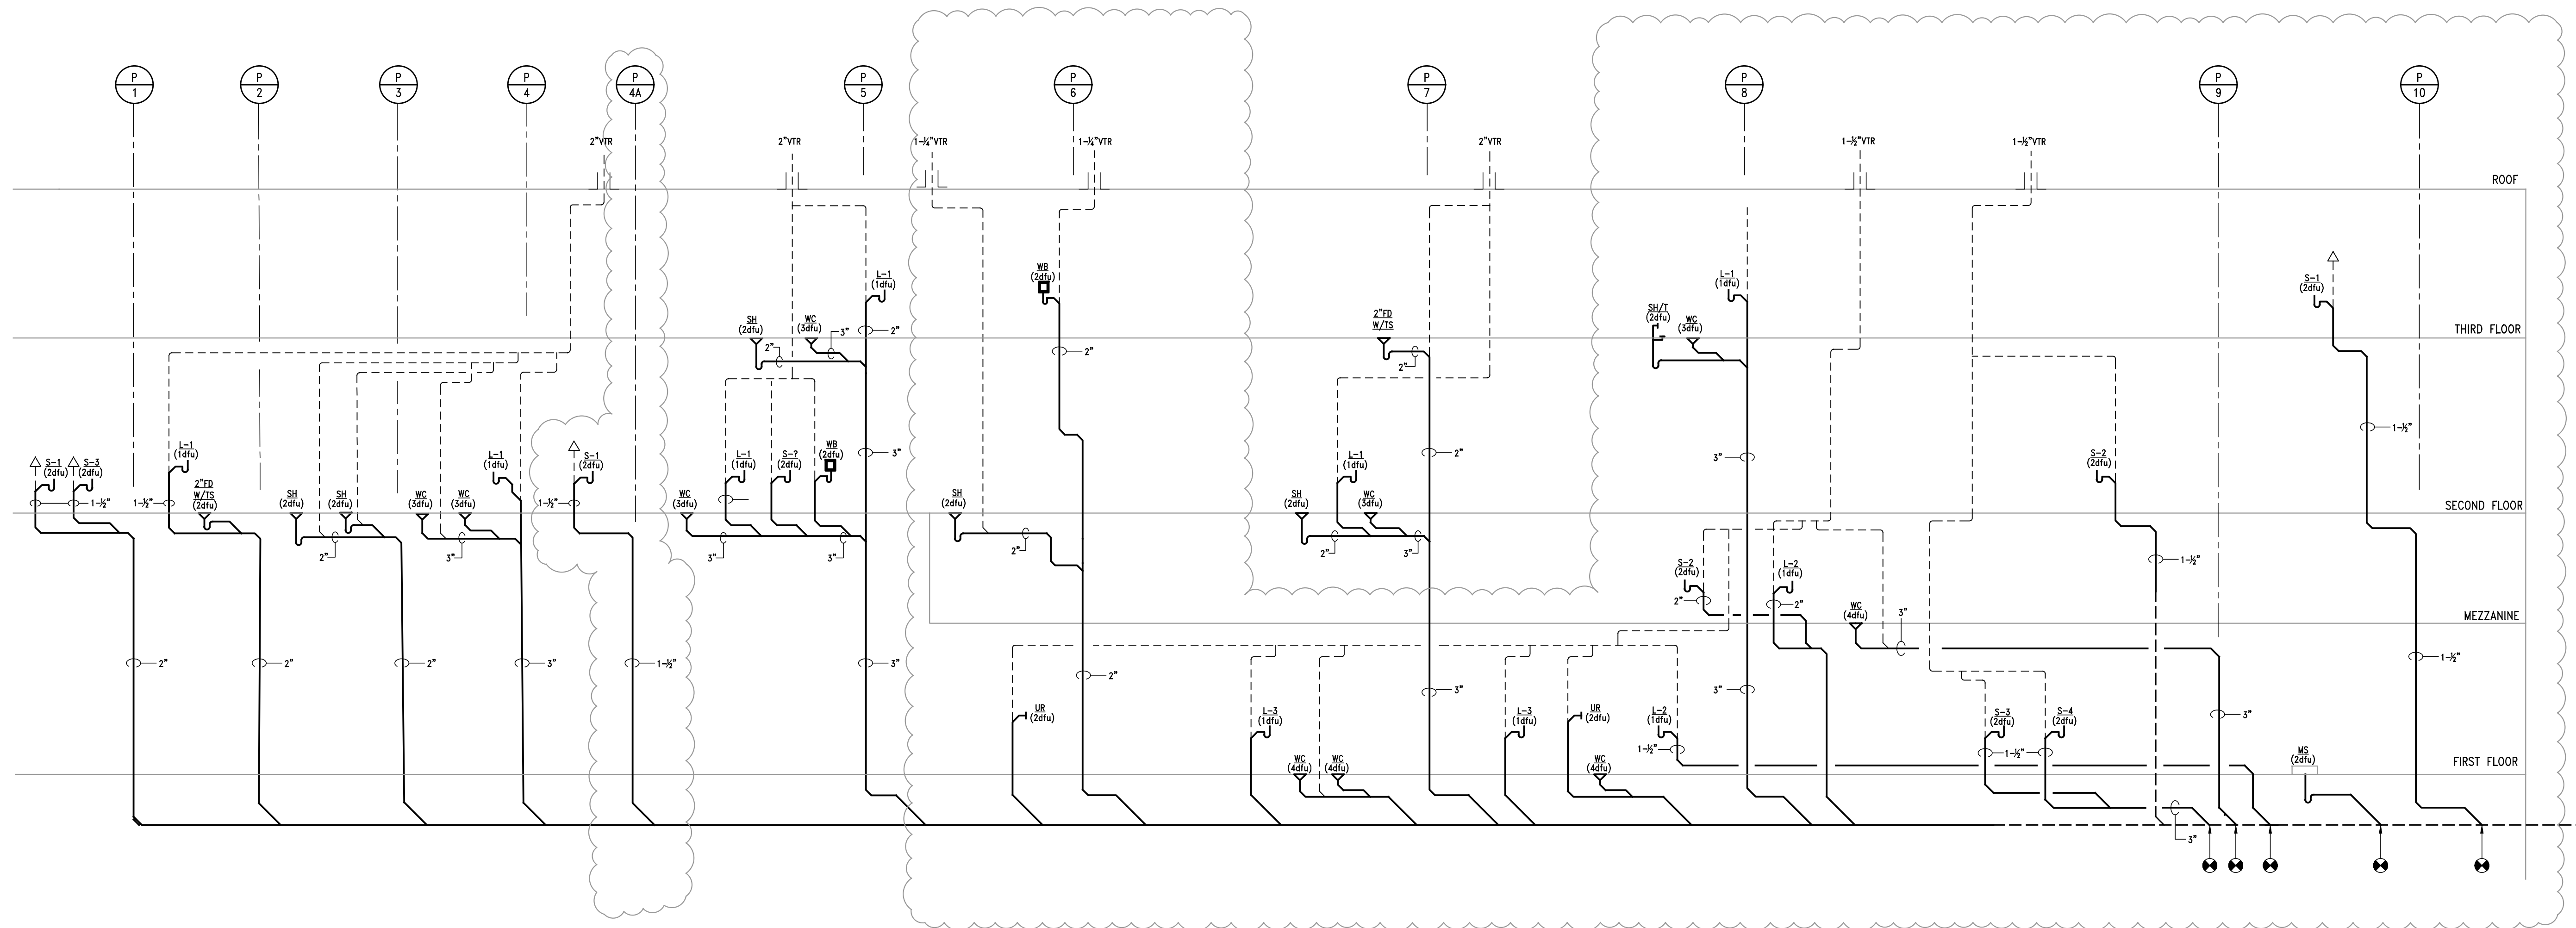 P
1
P
2
P
3
P
4
P
4A
P
5
P
6
P
7
P
8
P
9
P
10
2"VTR
2"VTR
1-¼"VTR
1-¼"VTR
2"VTR
1-½"VTR
1-½"VTR
ROOF
WB
(2dfu)
L-1
(1dfu)
L-1
(1dfu)
S-1
(2dfu)
SH
(2dfu)
WC
(3dfu)
3"
2"
2"
2"FD
W/TS
SH/T
(2dfu)
WC
(3dfu)
THIRD FLOOR
2"
2"
1-½"
S-1
(2dfu)
S-3
(2dfu)
L-1
(1dfu)
L-1
(1dfu)
S-1
(2dfu)
L-1
(1dfu)
S-?
(2dfu)
WB
(2dfu)
3"
2"
L-1
(1dfu)
3"
S-2
(2dfu)
1-½"
1-½"
2"FD
W/TS
(2dfu)
SH
(2dfu)
SH
(2dfu)
WC
(3dfu)
WC
(3dfu)
1-½"
WC
(3dfu)
SH
(2dfu)
SH
(2dfu)
WC
(3dfu)
SECOND FLOOR
2"
3"
3"
3"
2"
2"
3"
1-½"
S-2
(2dfu)
2"
L-2
(1dfu)
2"
WC
(4dfu)
3"
MEZZANINE
2"
2"
2"
3"
1-½"
3"
2"
3"
3"
1-½"
UR
(2dfu)
L-3
(1dfu)
L-3
(1dfu)
UR
(2dfu)
L-2
(1dfu)
1-½"
S-3
(2dfu)
S-4
(2dfu)
1-½"
3"
WC
(4dfu)
WC
(4dfu)
WC
(4dfu)
MS
(2dfu)
FIRST FLOOR
3"